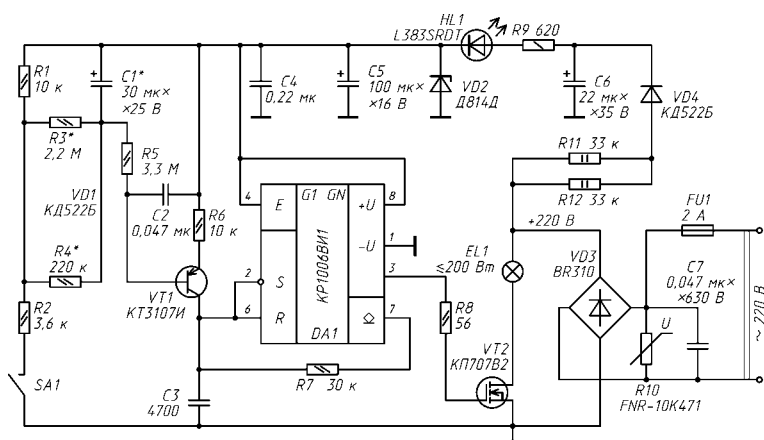 HL1
L383SRDT
R9 620
R1
10 к
C1*
30 мк×
×25 В
C4
0,22 мк
C5
100 мк×
×16 В
VD2
Д814Д
C6
22 мк×
×35 В
VD4
КД522Б
R3*
2,2 М
R5
3,3 М
VD1
КД522Б
R11 33 к
R12 33 к
C2
0,047 мк
R6
10 к
4
E
G1 GN
+U
8
KP1006ВИ1
-U
1
3
2
S
6
R
7
DA1
+220 В
FU1
2 А
R4*
220 к
VT1
КТ3107И
EL1
≤200 Вт
VD3
BR310
C7
0,047 мк×
×630 В
~ 220 В
R2
3,6 к
R8
56
U
VT2
КП707В2
R7 30 к
SA1
C3
4700
R10
FNR-10K471